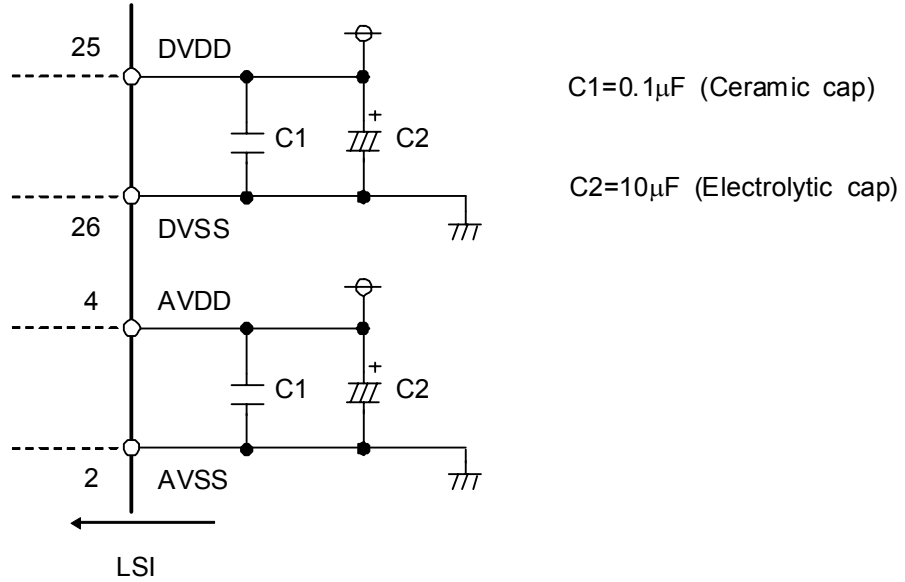 25 DVDD
C1=0.1µF (Ceramic cap)
+
C1 C2
C2=10µF (Electrolytic cap)
26 DVSS
4 AVDD
+
C1 C2
2 AVSS
LSI